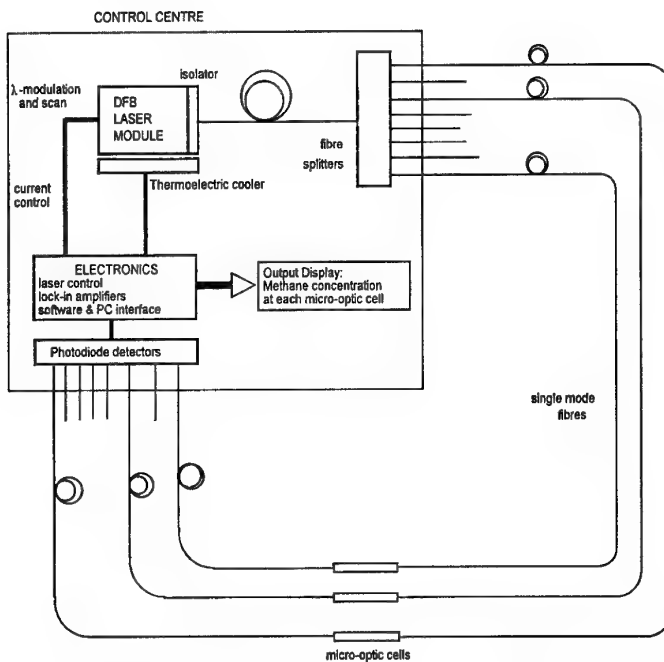 CONTROL CENTRE
λ-modulation
and scan
isolator
DFB
LASER
MODULE
fibre
splitters
Thermoelectric cooler
current
control
ELECTRONICS
laser control
lock-in amplifiers
software & PC interface
Output Display:
Methane concentration
at each micro-optic cell
Photodiode detectors
single mode
fibres
micro-optic cells